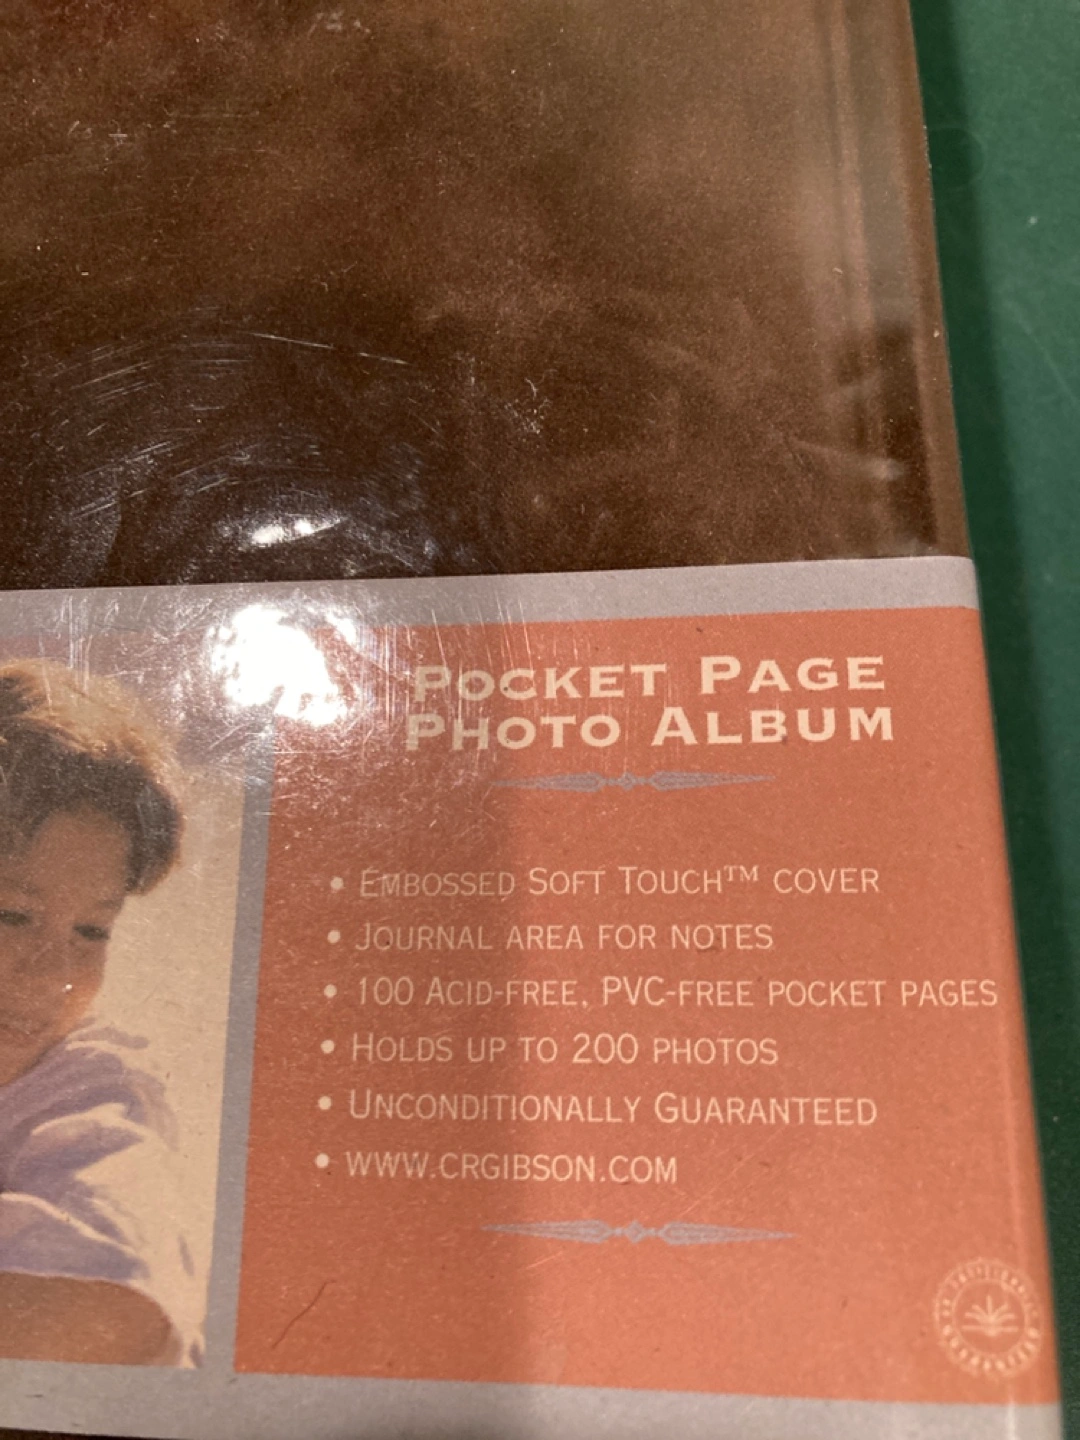 POCKET PAGE
PHOTO ALBUM
• EMBOSSED SOFT TOUCH™ COVER
• JOURNAL AREA FOR NOTES
• 100 ACID-FREE, PVC-FREE POCKET PAGES
• HOLDS UP TO 200 PHOTOS
• UNCONDITIONALLY GUARANTEED
• WWW.CRGIBSON.COM